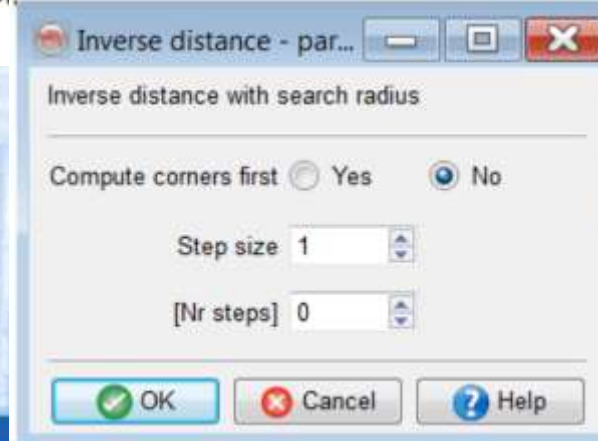 Inverse distance - par...
Inverse distance with search radius
Compute corners first Yes No
Step size 1
[Nr steps] 0
OK Cancel Help